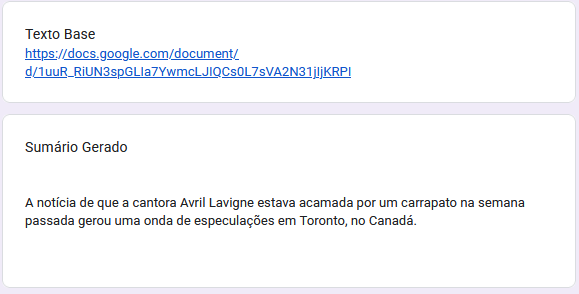 Texto Base
https://docs.google.com/document/
d/1uuR_RiUN3spGLIa7YwmcLJIQCs0L7sVA2N31jIjKRPI
Sumário Gerado
A notícia de que a cantora Avril Lavigne estava acamada por um carrapato na semana
passada gerou uma onda de especulações em Toronto, no Canadá.